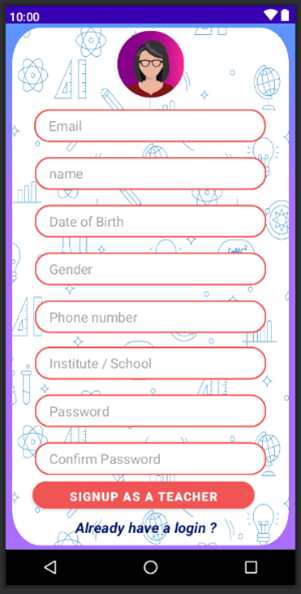 10:00
Email
name
Date of Birth
Gender
Phone number
Institute / School
Password
Confirm Password
SIGNUP AS A TEACHER
Already have a login ?